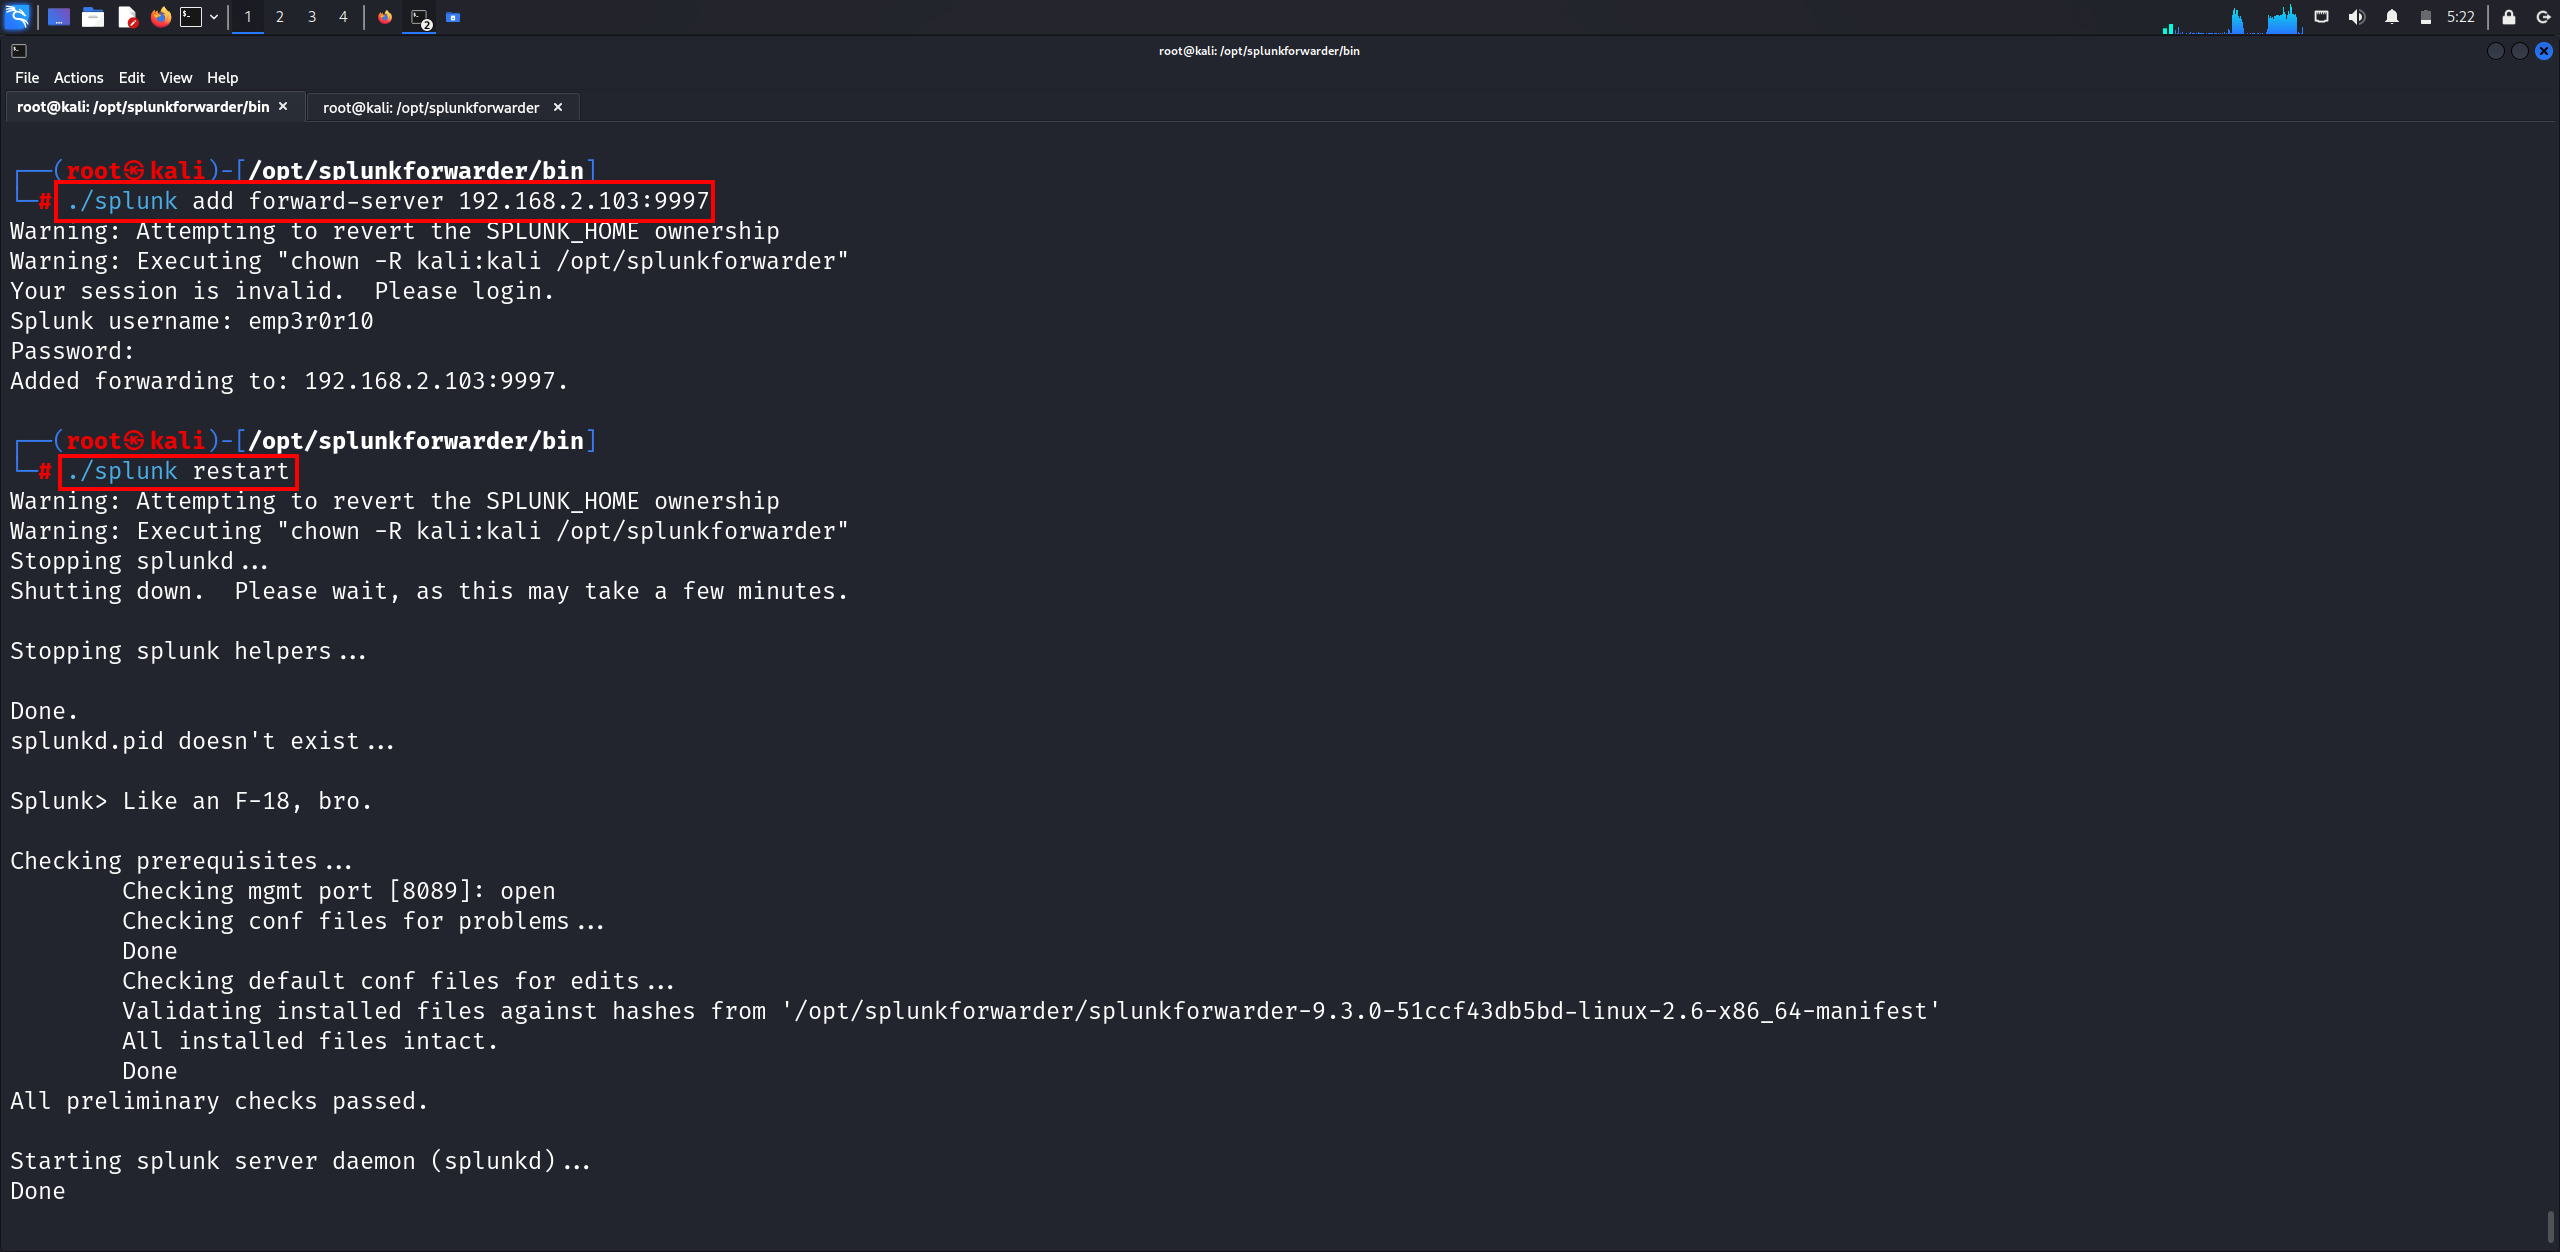 1 2 3 4 2 5:22
root@kali: /opt/splunkforwarder/bin
File Actions Edit View Help
root@kali: /opt/splunkforwarder/bin × root@kali: /opt/splunkforwarder ×
┌──(root㉿kali)-[/opt/splunkforwarder/bin]
└─# ./splunk add forward-server 192.168.2.103:9997
Warning: Attempting to revert the SPLUNK_HOME ownership
Warning: Executing "chown -R kali:kali /opt/splunkforwarder"
Your session is invalid.  Please login.
Splunk username: emp3r0r10
Password:
Added forwarding to: 192.168.2.103:9997.
┌──(root㉿kali)-[/opt/splunkforwarder/bin]
└─# ./splunk restart
Warning: Attempting to revert the SPLUNK_HOME ownership
Warning: Executing "chown -R kali:kali /opt/splunkforwarder"
Stopping splunkd...
Shutting down.  Please wait, as this may take a few minutes.
Stopping splunk helpers...
Done.
splunkd.pid doesn't exist...
Splunk> Like an F-18, bro.
Checking prerequisites...
Checking mgmt port [8089]: open
Checking conf files for problems...
Done
Checking default conf files for edits...
Validating installed files against hashes from '/opt/splunkforwarder/splunkforwarder-9.3.0-51ccf43db5bd-linux-2.6-x86_64-manifest'
All installed files intact.
Done
All preliminary checks passed.
Starting splunk server daemon (splunkd)...
Done